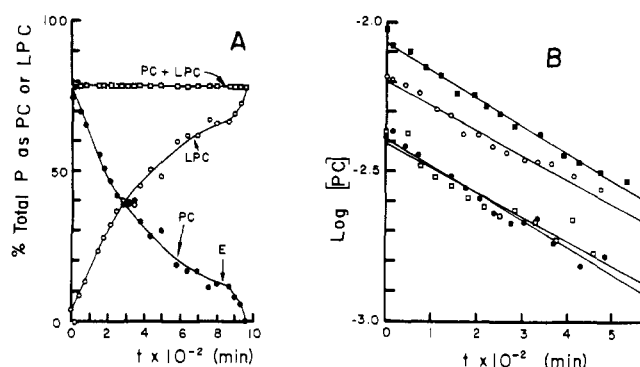 % Total P as PC or LPC
100
50
0
A
PC + LPC
LPC
PC
E
0 2 4 6 8 10
t x 10⁻² (min)
Log [PC]
-2.0
-2.5
-3.0
B
0 1 2 3 4 5
t x 10⁻² (min)